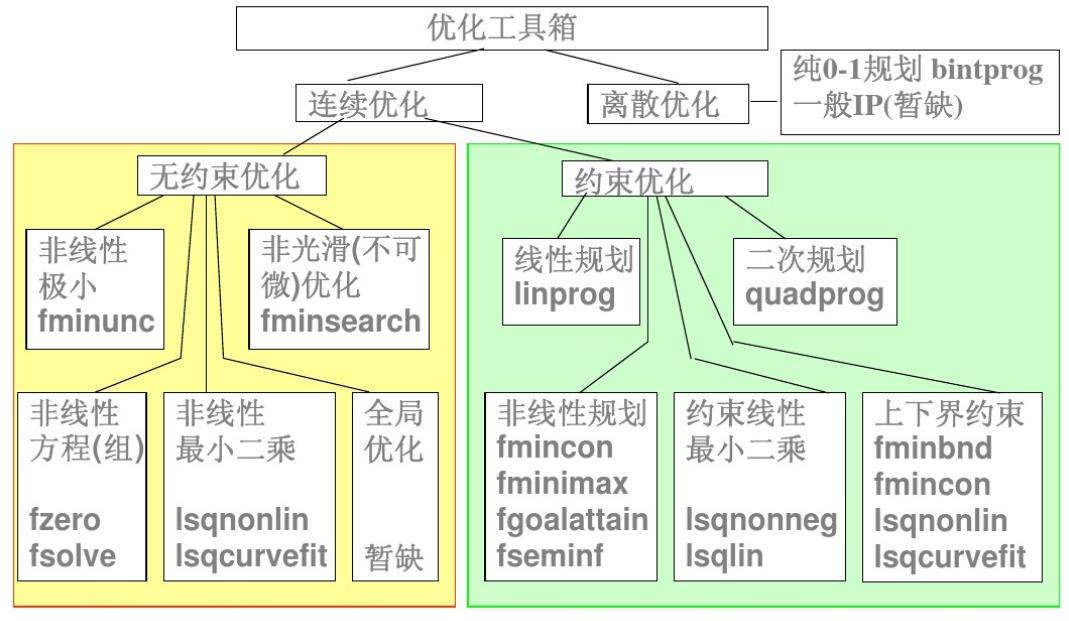 优化工具箱
连续优化
离散优化
纯0-1规划 bintprog
一般IP(暂缺)
无约束优化
非线性
极小
fminunc
非光滑(不可
微)优化
fminsearch
非线性
方程(组)
fzero
fsolve
非线性
最小二乘
lsqnonlin
lsqcurvefit
全局
优化
暂缺
约束优化
线性规划
linprog
二次规划
quadprog
非线性规划
fmincon
fminimax
fgoalattain
fseminf
约束线性
最小二乘
lsqnonneg
lsqlin
上下界约束
fminbnd
fmincon
lsqnonlin
lsqcurvefit